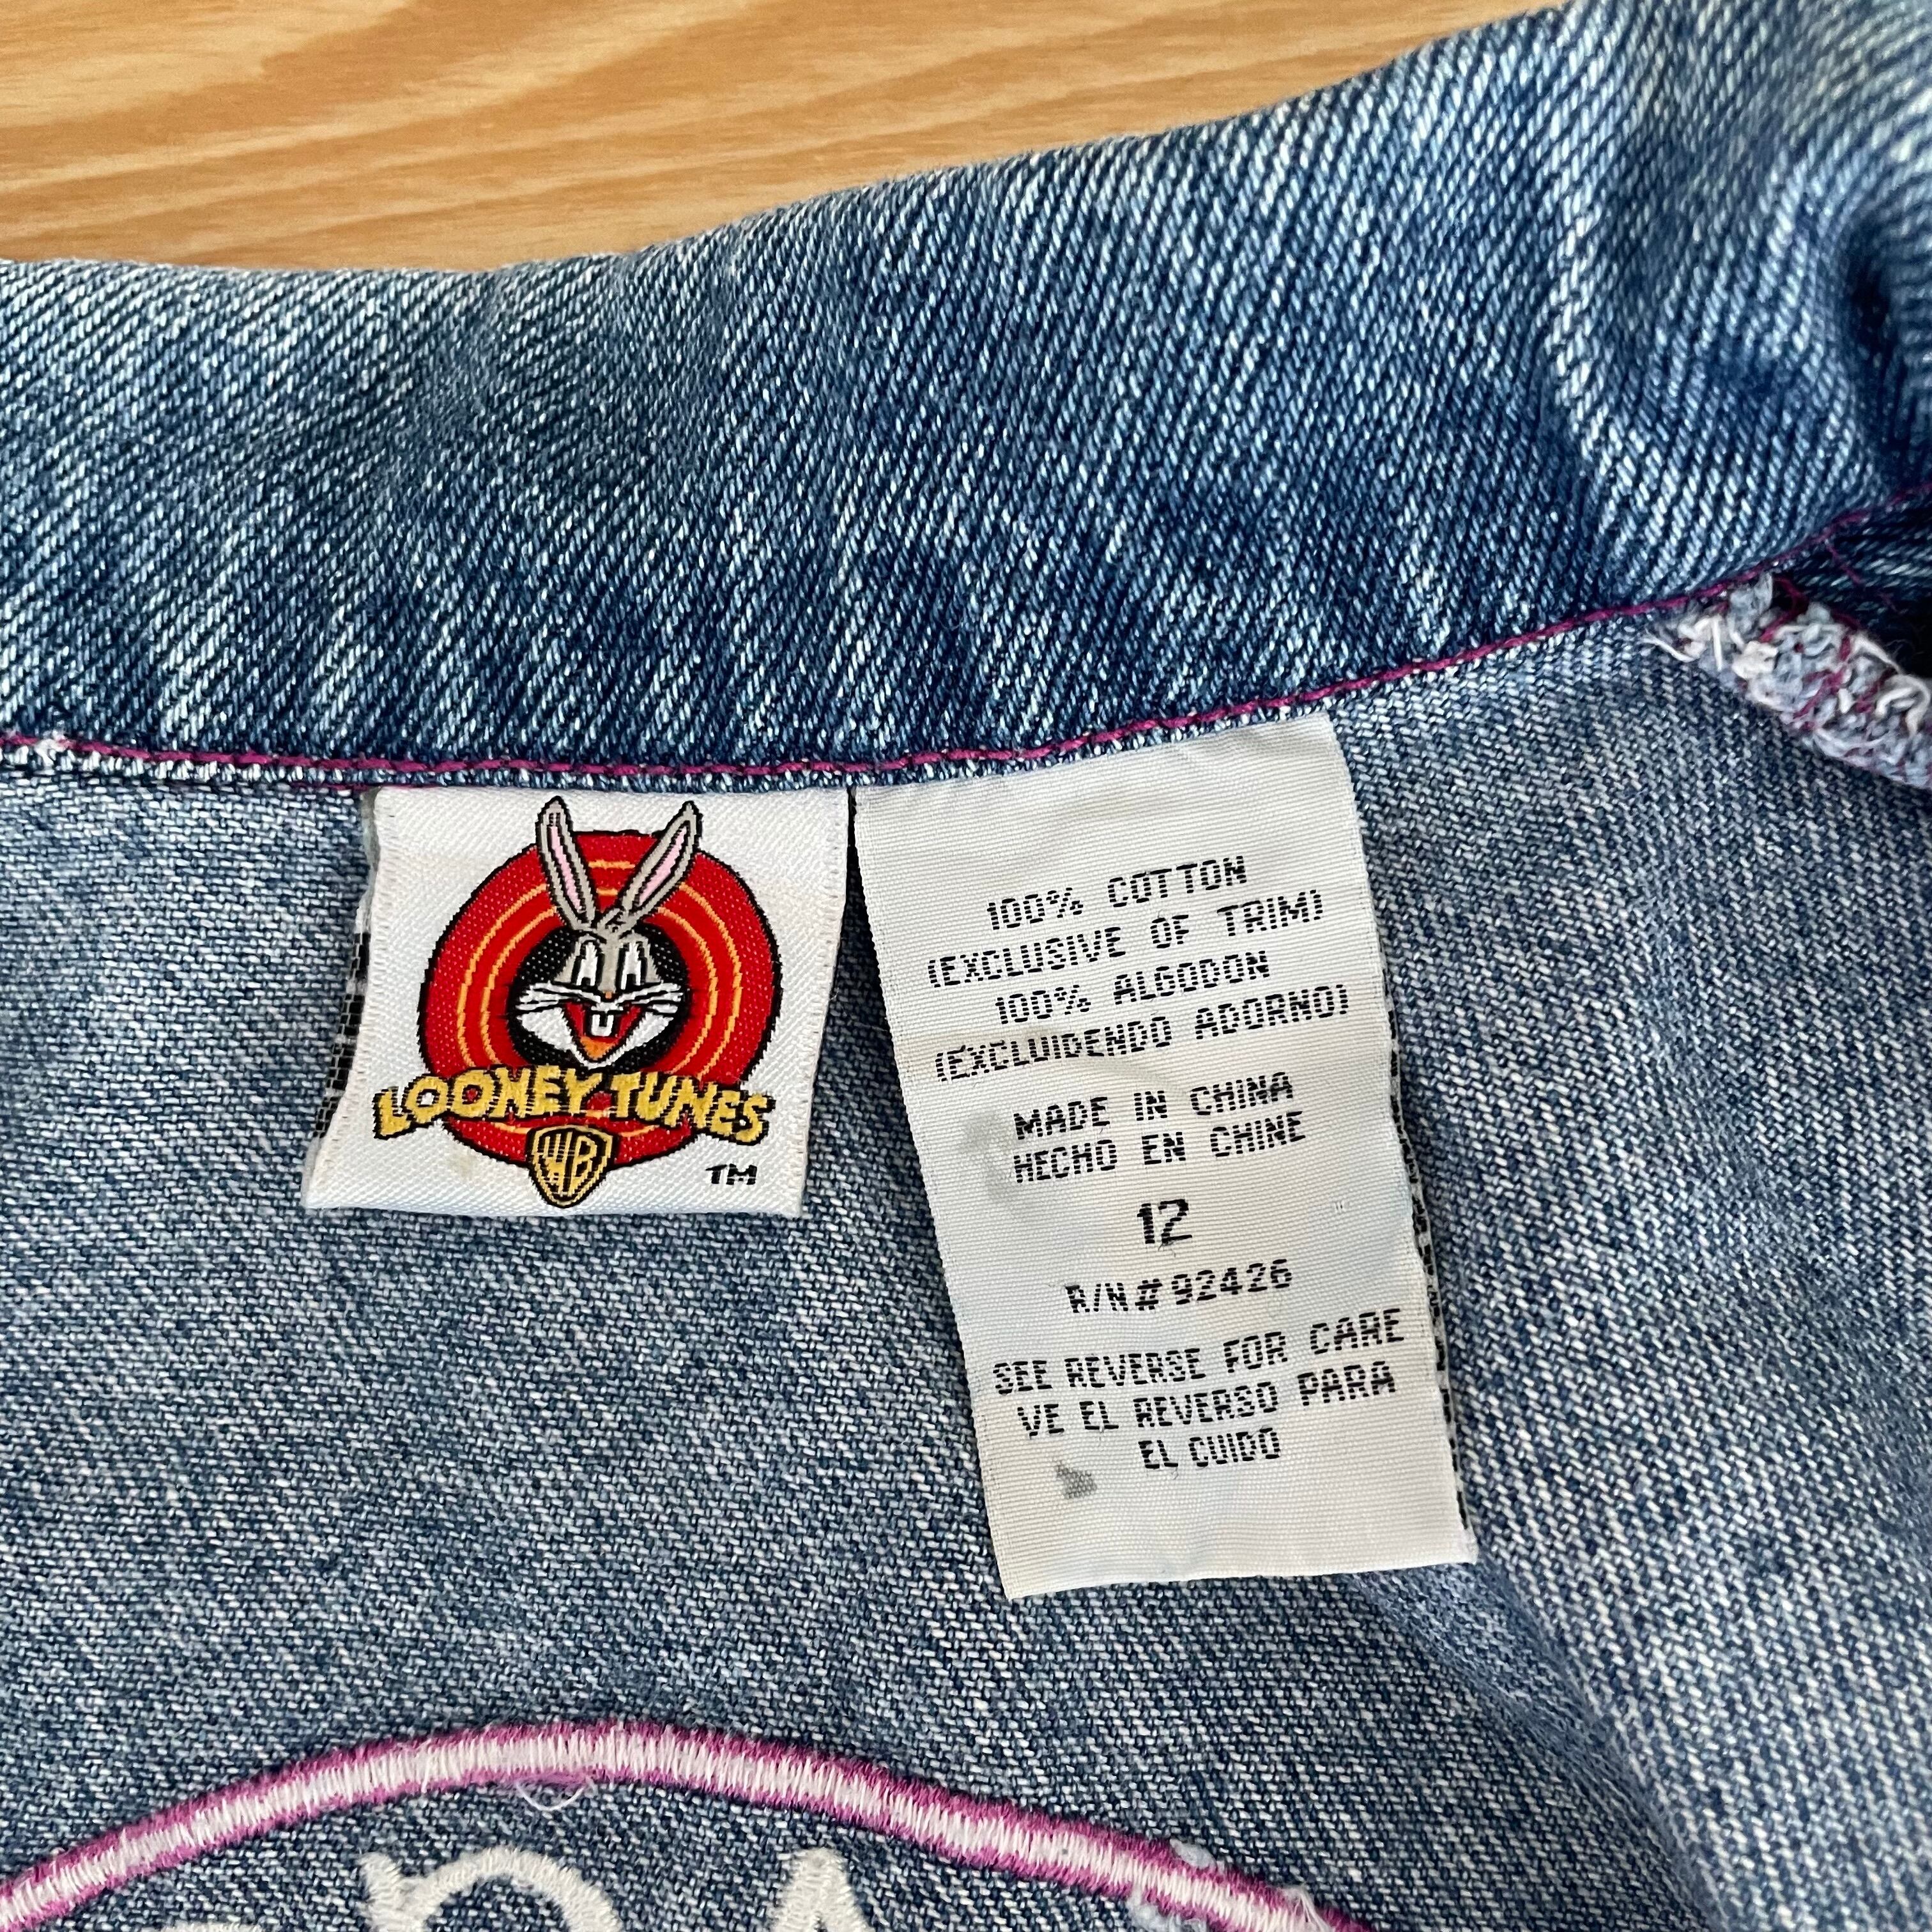 LOONEY TUNES
WB
TM
100% COTTON
(EXCLUSIVE OF TRIM)
100% ALGODON
(EXCLUIDENDO ADORNO)
MADE IN CHINA
HECHO EN CHINE
12
R/N# 92426
SEE REVERSE FOR CARE
VE EL REVERSO PARA
EL CUIDO